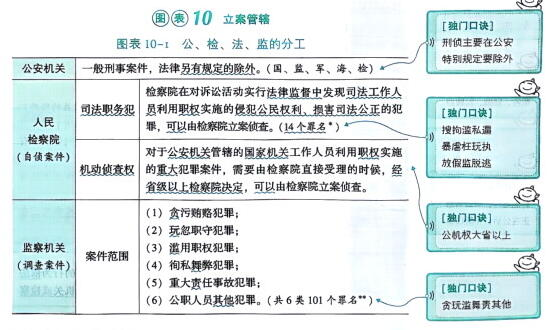 图表10 立案管辖
图表10-1 公、检、法、监的分工
公安机关
一般刑事案件，法律另有规定的除外。（国、监、军、海、检）
人民
检察院
（自侦案件）
司法职务犯
检察院在对诉讼活动实行法律监督中发现司法工作人
员利用职权实施的侵犯公民权利、损害司法公正的犯
罪，可以由检察院立案侦查。（14个罪名*）
机动侦查权
对于公安机关管辖的国家机关工作人员利用职权实施
的重大犯罪案件，需要由检察院直接受理的时候，经
省级以上检察院决定，可以由检察院立案侦查。
监察机关
（调查案件）
案件范围
（1）贪污贿赂犯罪；
（2）玩忽职守犯罪；
（3）滥用职权犯罪；
（4）徇私舞弊犯罪；
（5）重大责任事故犯罪；
（6）公职人员其他犯罪。（共6类101个罪名**）
［独门口诀］
刑侦主要在公安
特别规定要除外
［独门口诀］
搜拘滥私逼
暴虐枉玩执
放假监脱逃
［独门口诀］
公机权大省以上
［独门口诀］
贪玩滥舞责其他